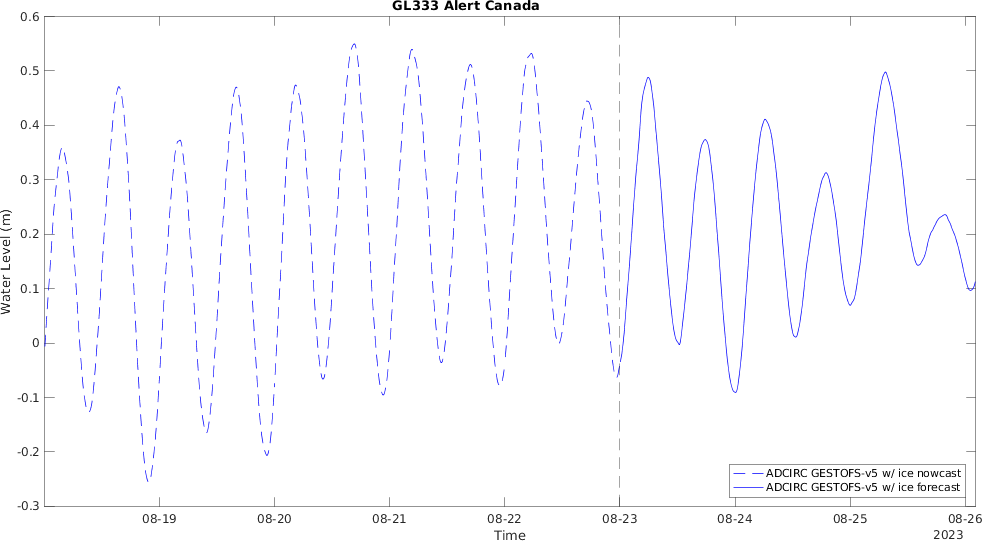 GL333 Alert Canada
0.6
0.5
0.4
0.3
0.2
0.1
0
-0.1
-0.2
-0.3
Water Level (m)
ADCIRC GESTOFS-v5 w/ ice nowcast
ADCIRC GESTOFS-v5 w/ ice forecast
08-19 08-20 08-21 08-22 08-23 08-24 08-25 08-26
Time 2023